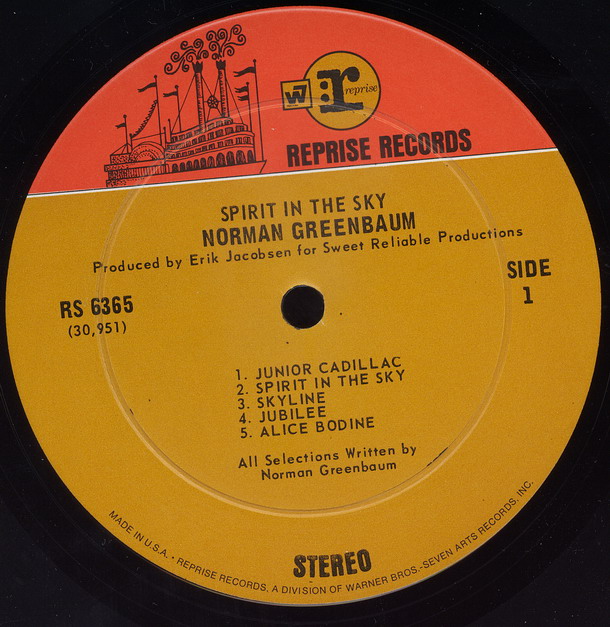 W7
r
reprise
REPRISE RECORDS
SPIRIT IN THE SKY
NORMAN GREENBAUM
Produced by Erik Jacobsen for Sweet Reliable Productions
RS 6365
(30,951)
SIDE
1
1. JUNIOR CADILLAC
2. SPIRIT IN THE SKY
3. SKYLINE
4. JUBILEE
5. ALICE BODINE
All Selections Written by
Norman Greenbaum
STEREO
MADE IN U.S.A. • REPRISE RECORDS, A DIVISION OF WARNER BROS.-SEVEN ARTS RECORDS, INC.